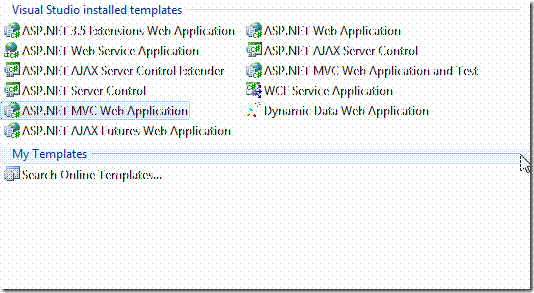 Visual Studio installed templates
ASP.NET 3.5 Extensions Web Application
ASP.NET Web Application
ASP.NET Web Service Application
ASP.NET AJAX Server Control
ASP.NET AJAX Server Control Extender
ASP.NET MVC Web Application and Test
ASP.NET Server Control
WCF Service Application
ASP.NET MVC Web Application
Dynamic Data Web Application
ASP.NET AJAX Futures Web Application
My Templates
Search Online Templates...